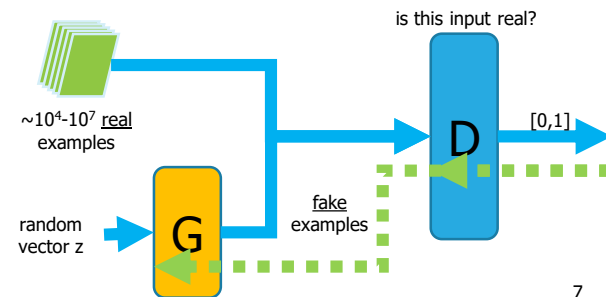 is this input real?
~10⁴-10⁷ real
examples
D
[0,1]
random
vector z
G
fake
examples
7